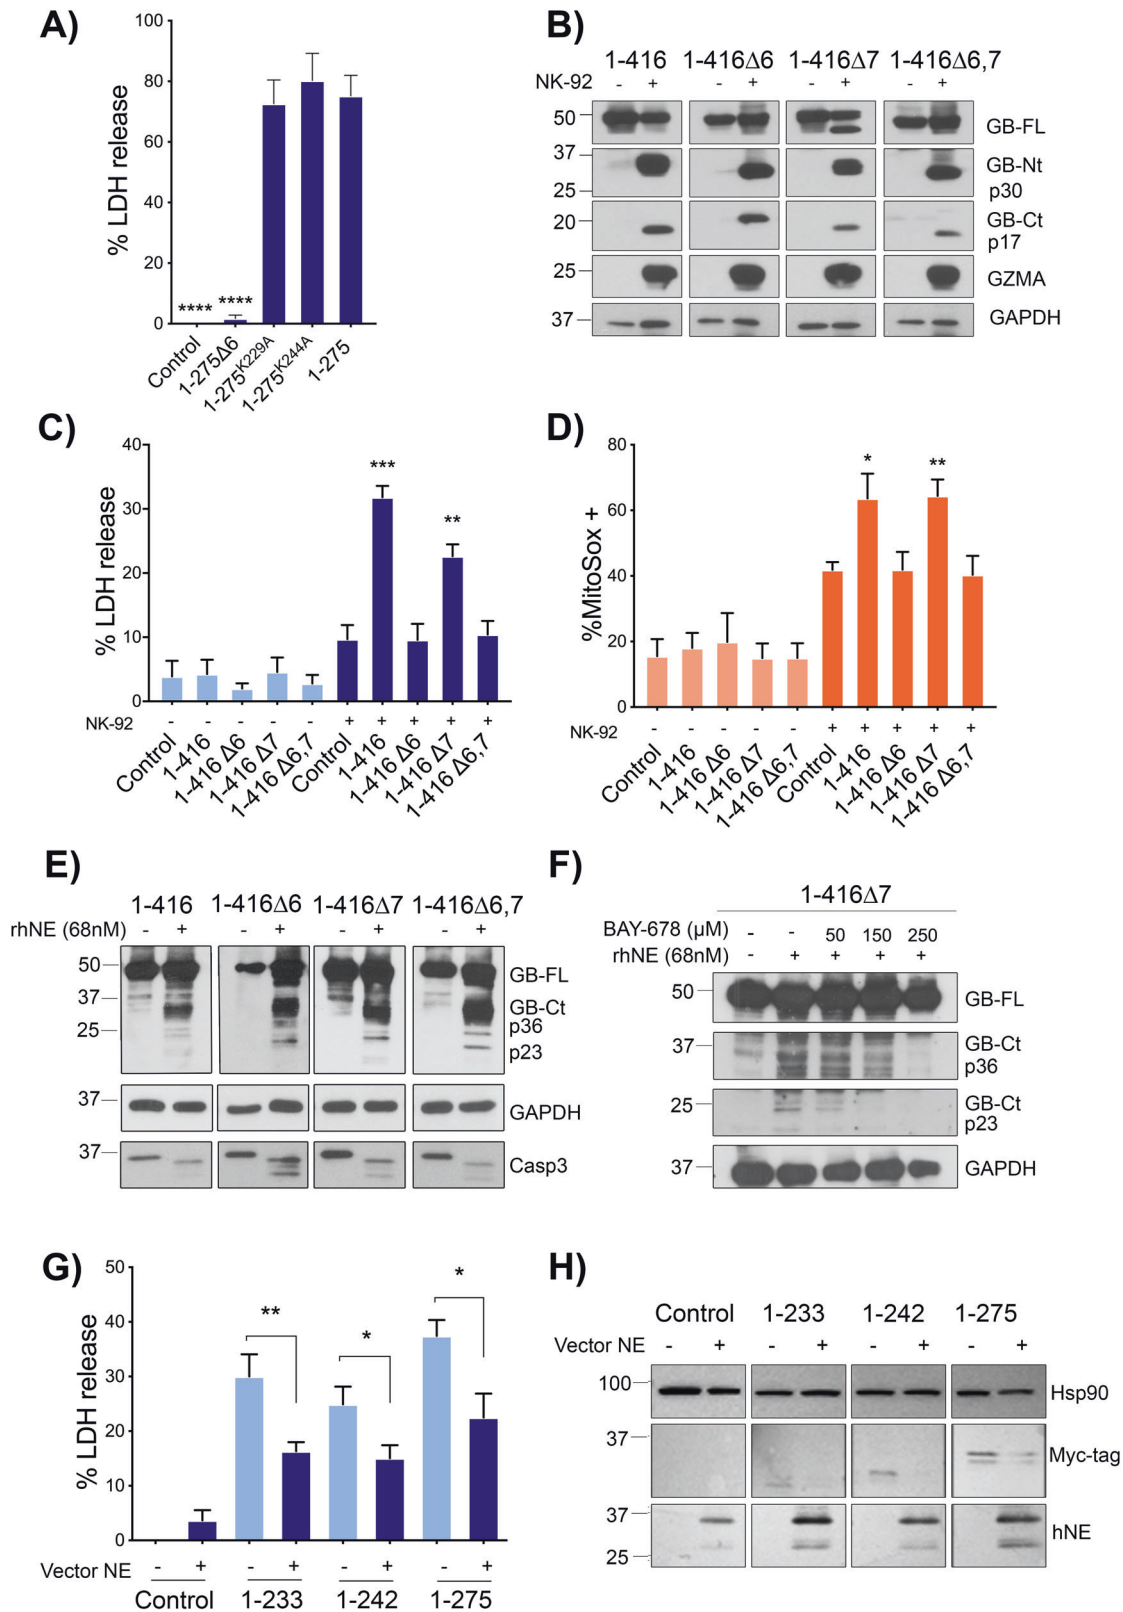 A)
% LDH release
100
80
60
40
20
0
**** ****
Control
1-275Δ6
1-275K229A
1-275K244A
1-275
B)
1-416 1-416Δ6 1-416Δ7 1-416Δ6,7
NK-92 - + - + - + - +
50 GB-FL
37 GB-Nt
25 p30
20 GB-Ct
p17
25 GZMA
37 GAPDH
C)
% LDH release
40
30
20
10
0
*** **
NK-92 - - - - - + + + + +
Control
1-416
1-416 Δ6
1-416 Δ7
1-416 Δ6,7
Control
1-416
1-416 Δ6
1-416 Δ7
1-416 Δ6,7
D)
%MitoSox +
80
60
40
20
0
* **
NK-92 - - - - - + + + + +
Control
1-416
1-416 Δ6
1-416 Δ7
1-416 Δ6,7
Control
1-416
1-416 Δ6
1-416 Δ7
1-416 Δ6,7
E)
1-416 1-416Δ6 1-416Δ7 1-416Δ6,7
rhNE (68nM) - + - + - + - +
50 GB-FL
37 GB-Ct
25 p36
p23
37 GAPDH
37 Casp3
F)
1-416Δ7
BAY-678 (µM) - - 50 150 250
rhNE (68nM) - + + + +
50 GB-FL
37 GB-Ct
p36
25 GB-Ct
p23
37 GAPDH
G)
% LDH release
50
40
30
20
10
0
** * *
Vector NE - + - + - + - +
Control 1-233 1-242 1-275
H)
Control 1-233 1-242 1-275
Vector NE - + - + - + - +
100 Hsp90
37 Myc-tag
37 hNE
25